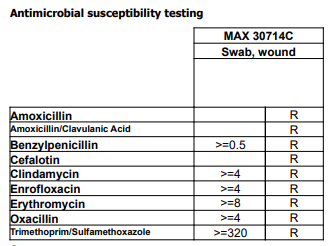 Antimicrobial susceptibility testing
MAX 30714C
Swab, wound
Amoxicillin R
Amoxicillin/Clavulanic Acid R
Benzylpenicillin >=0.5 R
Cefalotin R
Clindamycin >=4 R
Enrofloxacin >=4 R
Erythromycin >=8 R
Oxacillin >=4 R
Trimethoprim/Sulfamethoxazole >=320 R